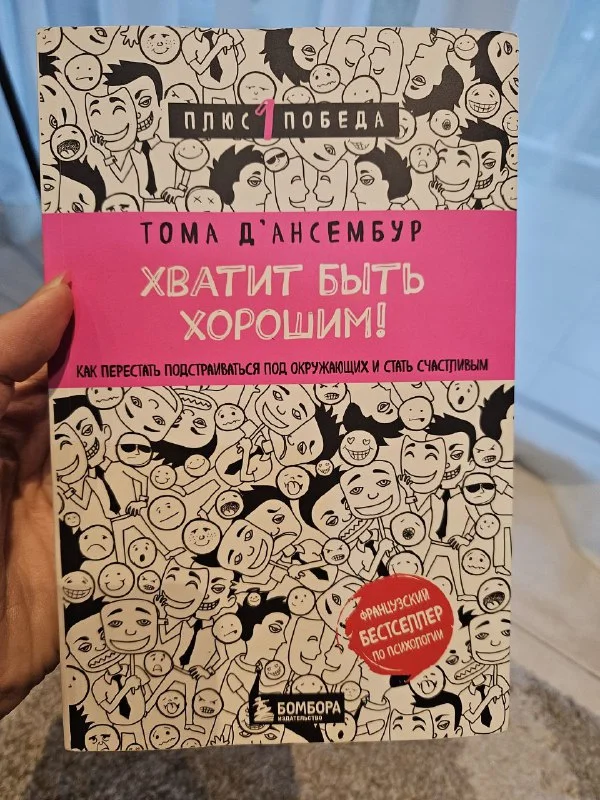 ПЛЮС 1 ПОБЕДА
ТОМА Д'АНСЕМБУР
ХВАТИТ БЫТЬ
ХОРОШИМ!
КАК ПЕРЕСТАТЬ ПОДСТРАИВАТЬСЯ ПОД ОКРУЖАЮЩИХ И СТАТЬ СЧАСТЛИВЫМ
ФРАНЦУЗСКИЙ
БЕСТСЕЛЛЕР
ПО ПСИХОЛОГИИ
БОМБОРА
ИЗДАТЕЛЬСТВО